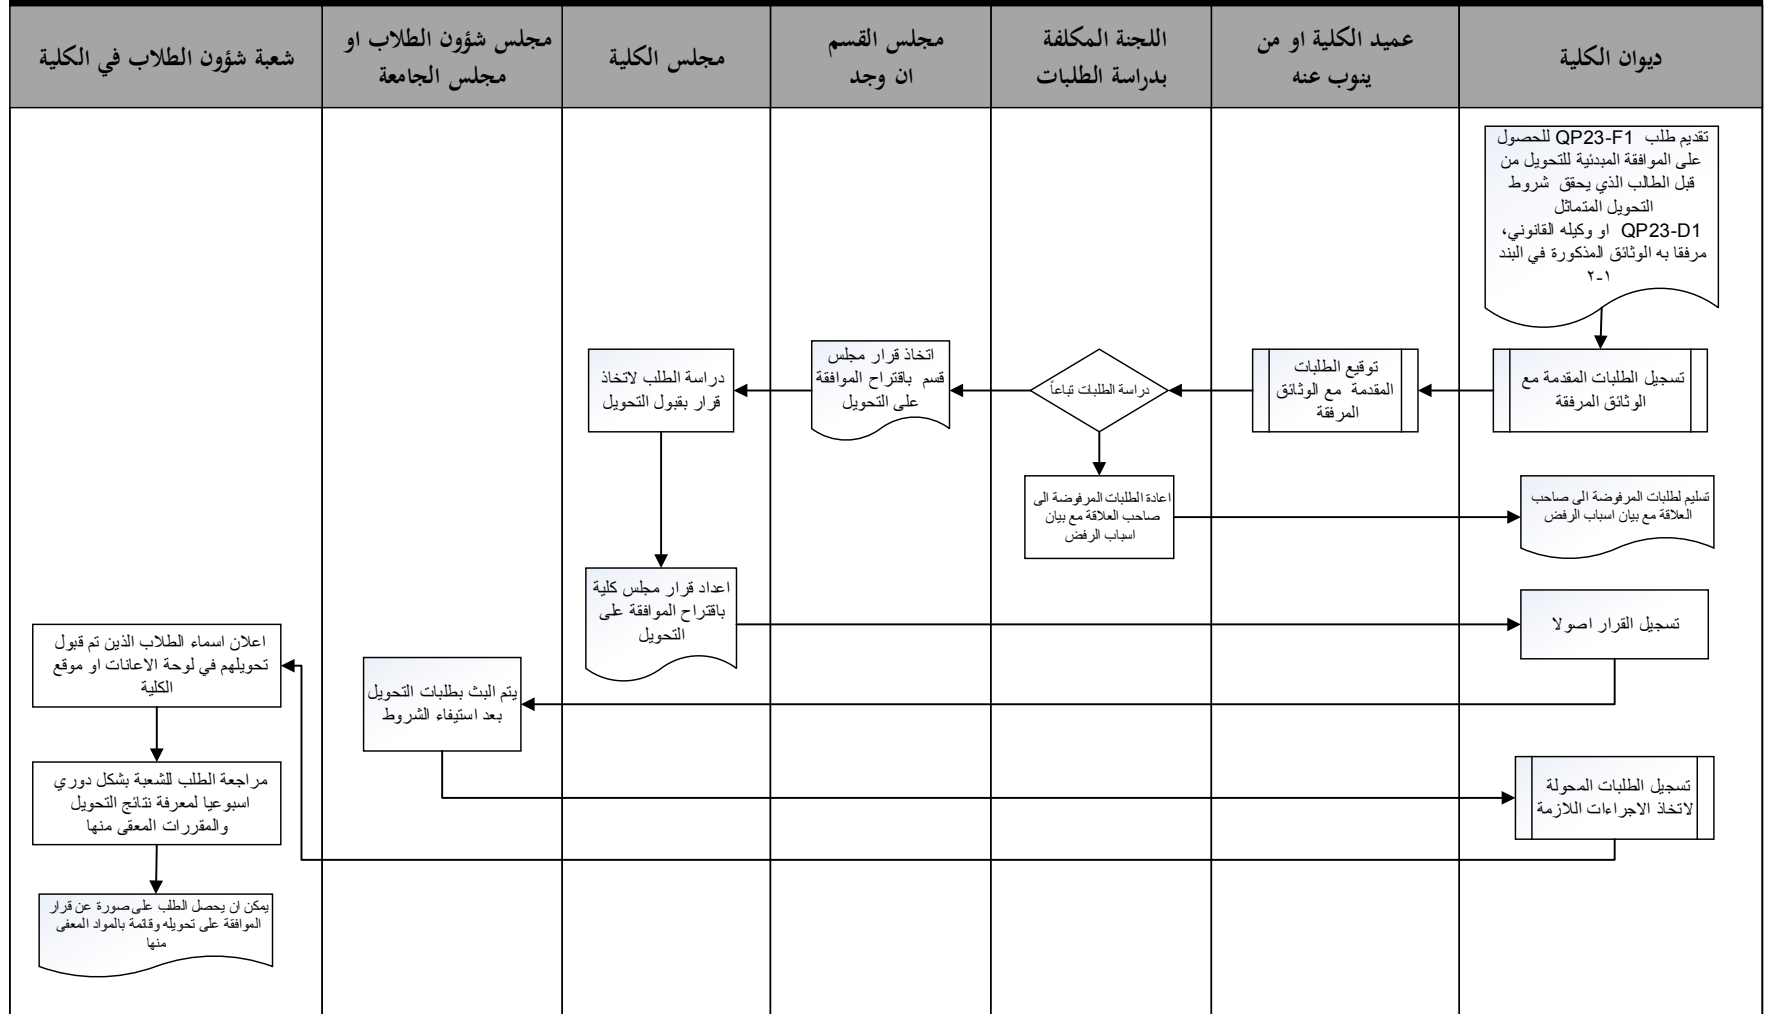 ديوان الكلية
عميد الكلية او من
ينوب عنه
اللجنة المكلفة
بدراسة الطلبات
مجلس القسم
ان وجد
مجلس الكلية
مجلس شؤون الطلاب او
مجلس الجامعة
شعبة شؤون الطلاب في الكلية
تقديم طلب QP23-F1 للحصول
على الموافقة المبدئية للتحويل من
قبل الطالب الذي يحقق شروط
التحويل المتماثل
QP23-D1 او وكيله القانوني،
مرفقا به الوثائق المذكورة في البند
٢-١
تسجيل الطلبات المقدمة مع
الوثائق المرفقة
توقيع الطلبات
المقدمة مع الوثائق
المرفقة
دراسة الطلبات تباعاً
اتخاذ قرار مجلس
قسم باقتراح الموافقة
على التحويل
دراسة الطلب لاتخاذ
قرار بقبول التحويل
اعادة الطلبات المرفوضة الى
صاحب العلاقة مع بيان
اسباب الرفض
تسليم لطلبات المرفوضة الى صاحب
العلاقة مع بيان اسباب الرفض
اعداد قرار مجلس كلية
باقتراح الموافقة على
التحويل
تسجيل القرار اصولا
يتم البث بطلبات التحويل
بعد استيفاء الشروط
تسجيل الطلبات المحولة
لاتخاذ الاجراءات اللازمة
اعلان اسماء الطلاب الذين تم قبول
تحويلهم في لوحة الاعانات او موقع
الكلية
مراجعة الطلب للشعبة بشكل دوري
اسبوعيا لمعرفة نتائج التحويل
والمقررات المعقى منها
يمكن ان يحصل الطلب على صورة عن قرار
الموافقة على تحويله وقائمة بالمواد المعفى
منها